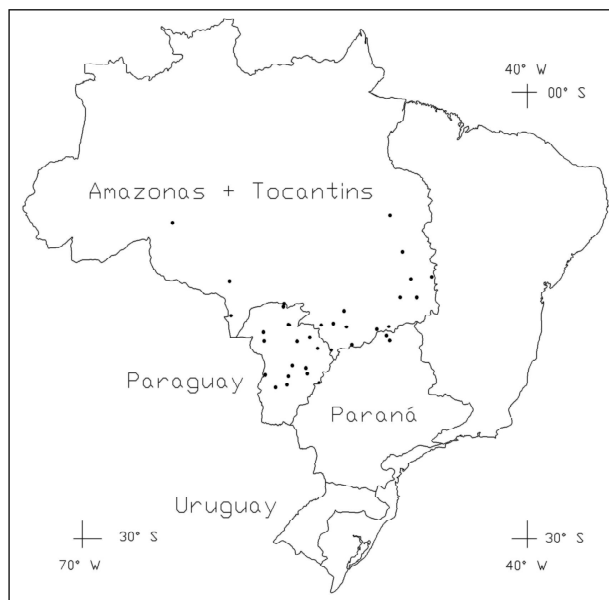 40° W
00° S
Amazonas + Tocantins
Paraguay
Paraná
Uruguay
30° S
70° W
30° S
40° W